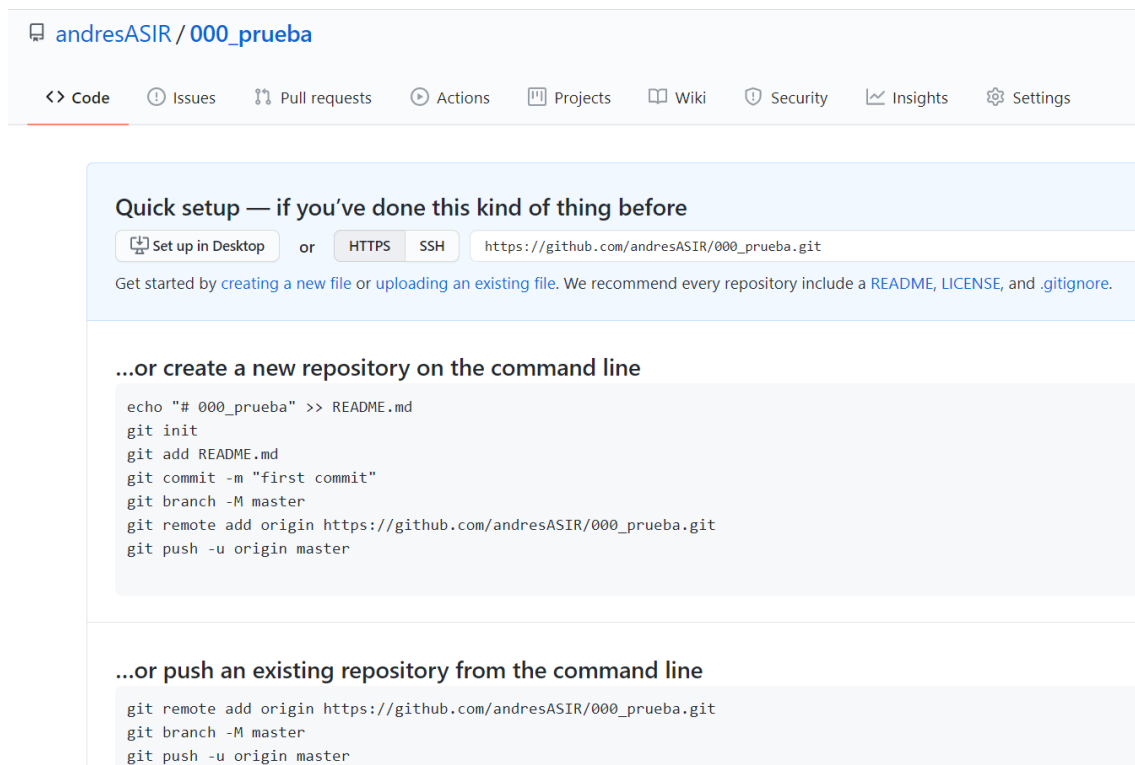 andresASIR / 000_prueba
Code Issues Pull requests Actions Projects Wiki Security Insights Settings
Quick setup — if you’ve done this kind of thing before
Set up in Desktop or HTTPS SSH https://github.com/andresASIR/000_prueba.git
Get started by creating a new file or uploading an existing file. We recommend every repository include a README, LICENSE, and .gitignore.
…or create a new repository on the command line
echo "# 000_prueba" >> README.md
git init
git add README.md
git commit -m "first commit"
git branch -M master
git remote add origin https://github.com/andresASIR/000_prueba.git
git push -u origin master
…or push an existing repository from the command line
git remote add origin https://github.com/andresASIR/000_prueba.git
git branch -M master
git push -u origin master